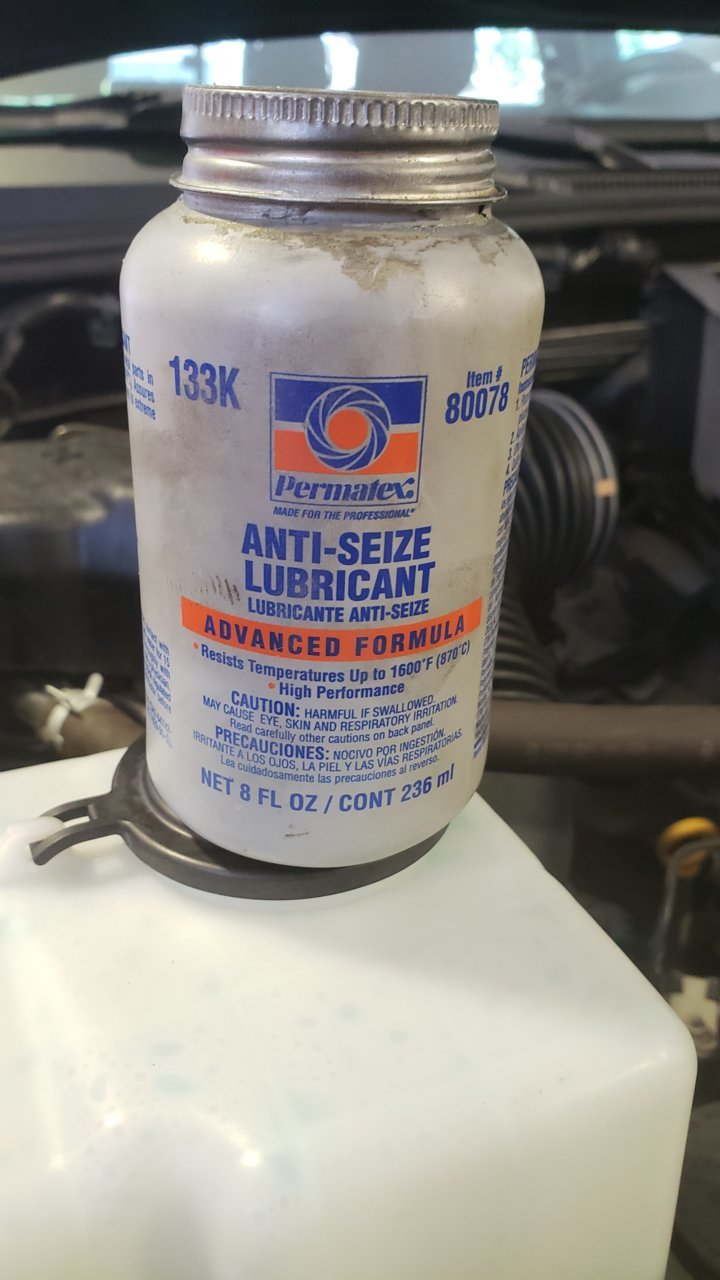 133K
Item #
80078
Permatex®
MADE FOR THE PROFESSIONAL®
ANTI-SEIZE
LUBRICANT
LUBRICANTE ANTI-SEIZE
ADVANCED FORMULA
• Resists Temperatures Up to 1600°F (870°C)
• High Performance
CAUTION: HARMFUL IF SWALLOWED.
MAY CAUSE EYE, SKIN AND RESPIRATORY IRRITATION.
Read carefully other cautions on back panel.
PRECAUCIONES: NOCIVO POR INGESTIÓN.
IRRITANTE A LOS OJOS, LA PIEL Y LAS VÍAS RESPIRATORIAS.
Lea cuidadosamente las precauciones al reverso.
NET 8 FL OZ / CONT 236 ml
parts in